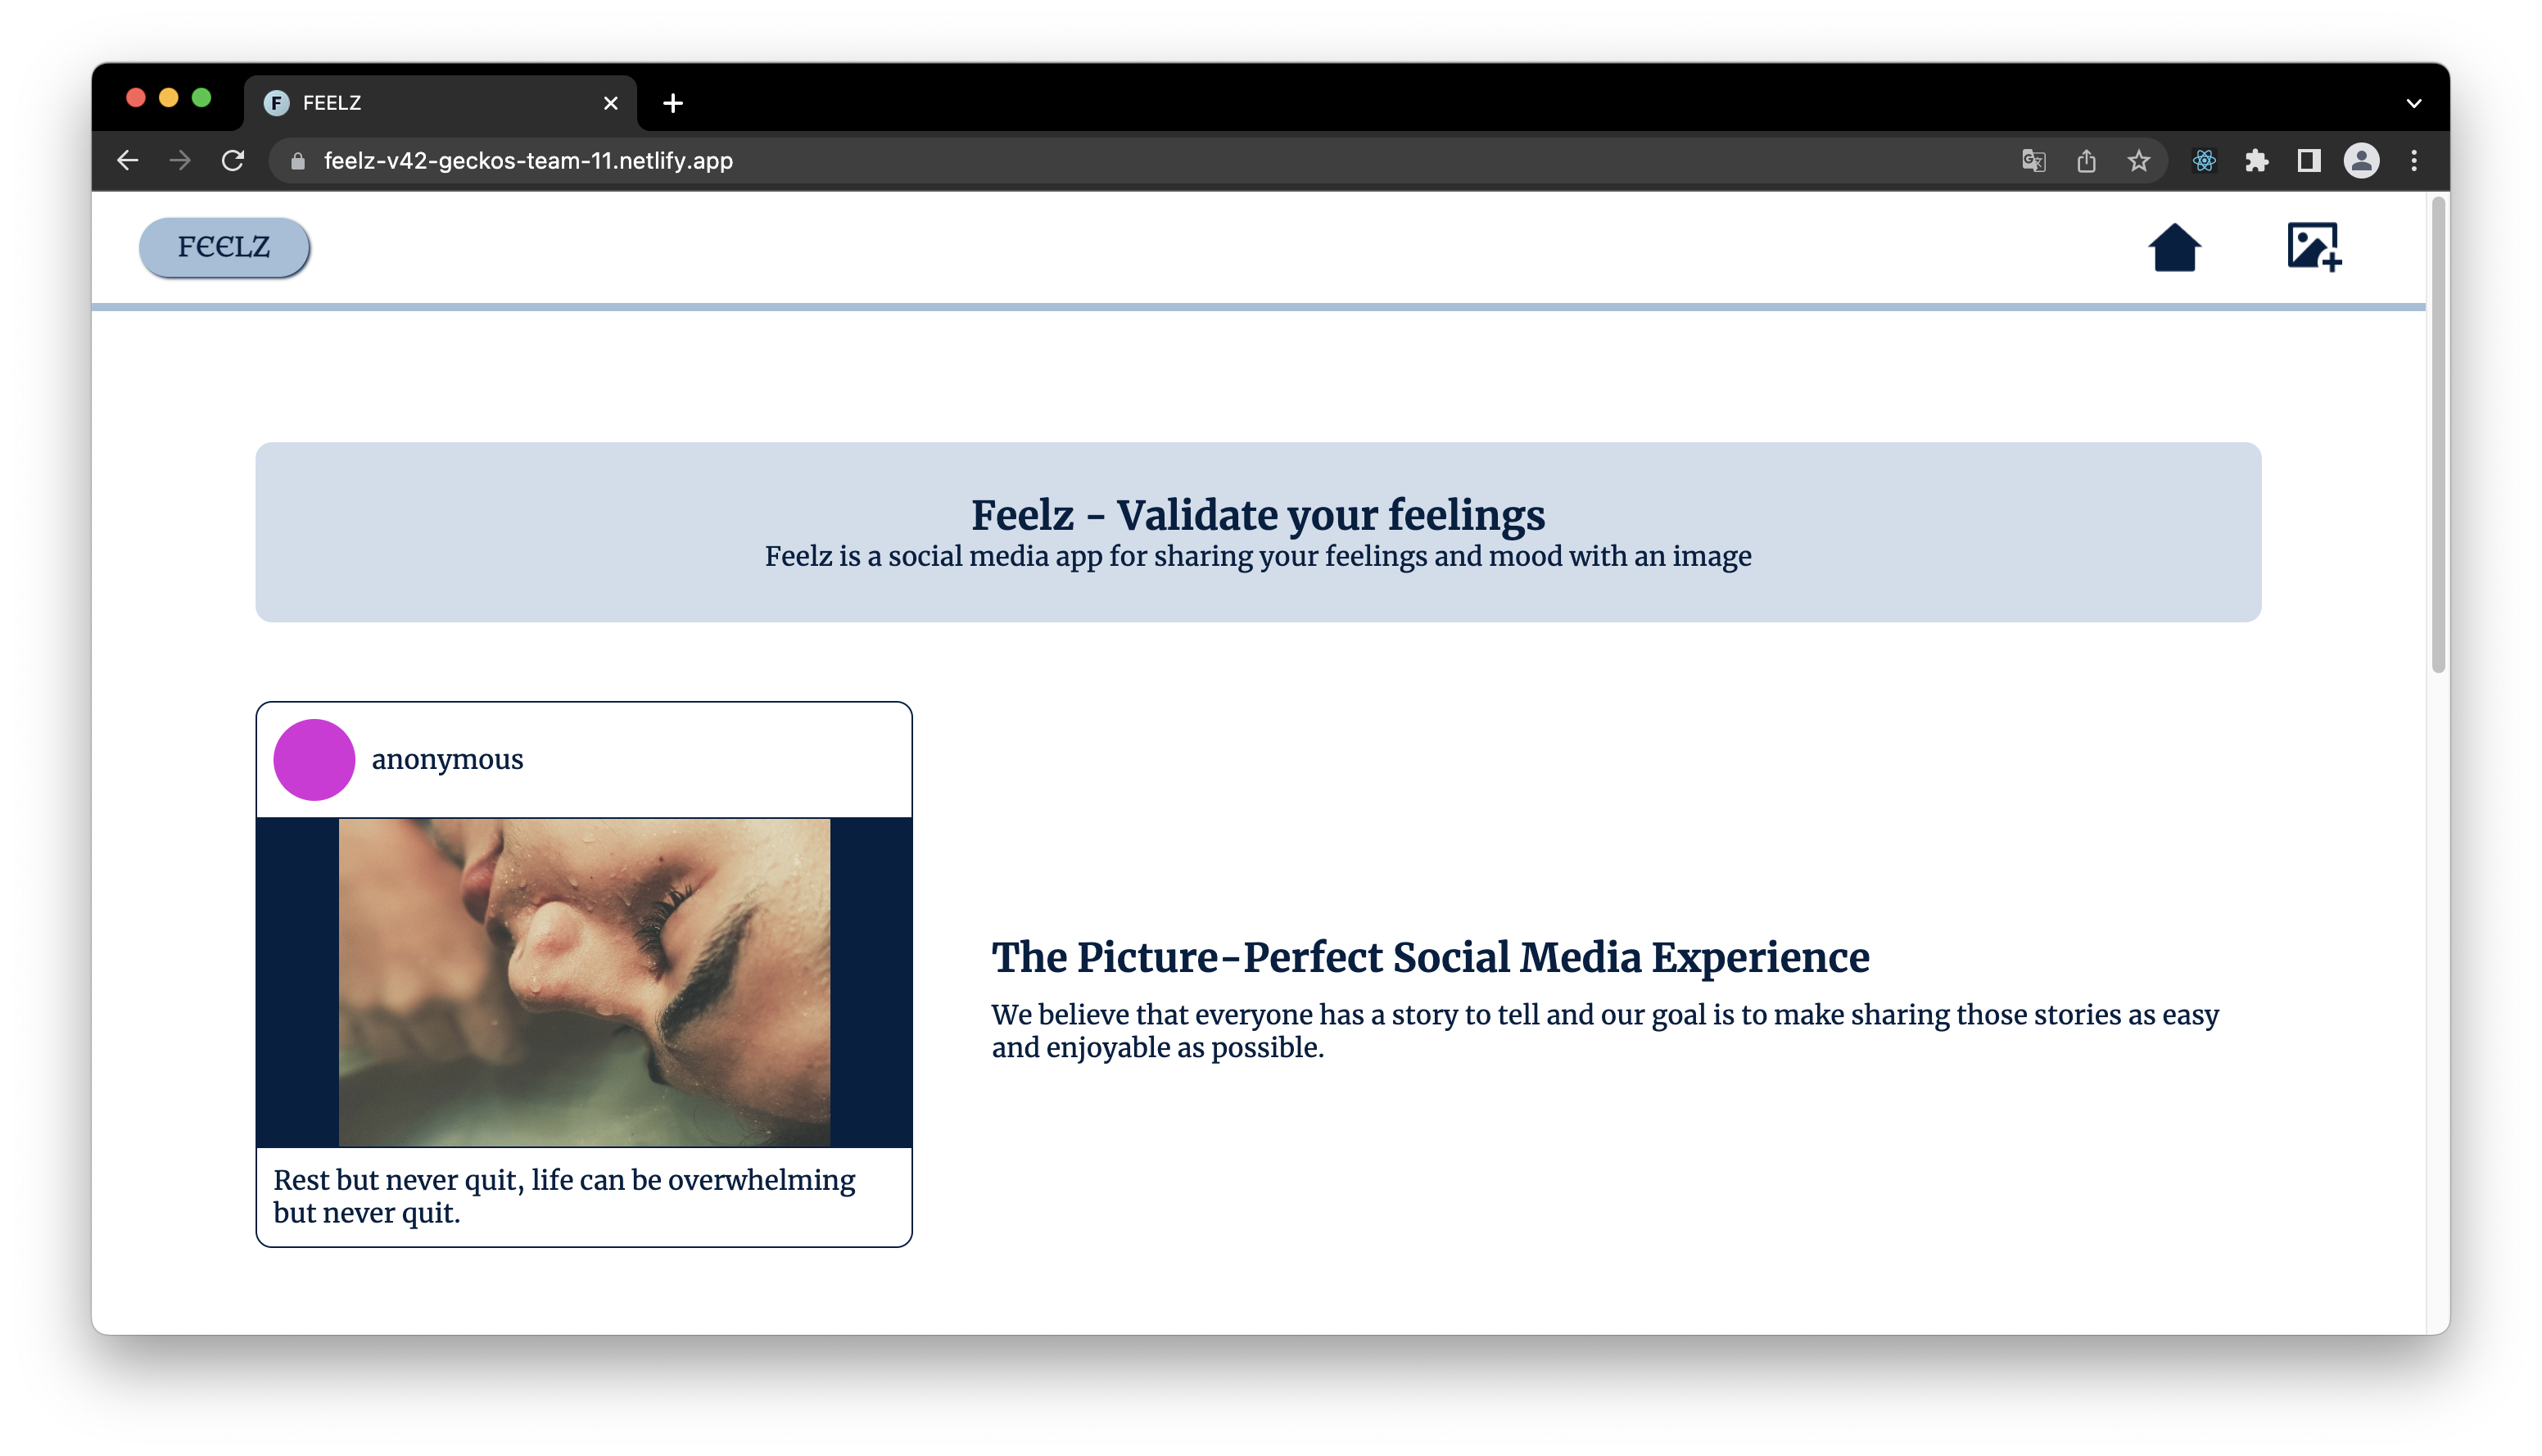 F FEELZ
feelz-v42-geckos-team-11.netlify.app
FЄЄLZ
Feelz - Validate your feelings
Feelz is a social media app for sharing your feelings and mood with an image
anonymous
Rest but never quit, life can be overwhelming
but never quit.
The Picture-Perfect Social Media Experience
We believe that everyone has a story to tell and our goal is to make sharing those stories as easy
and enjoyable as possible.